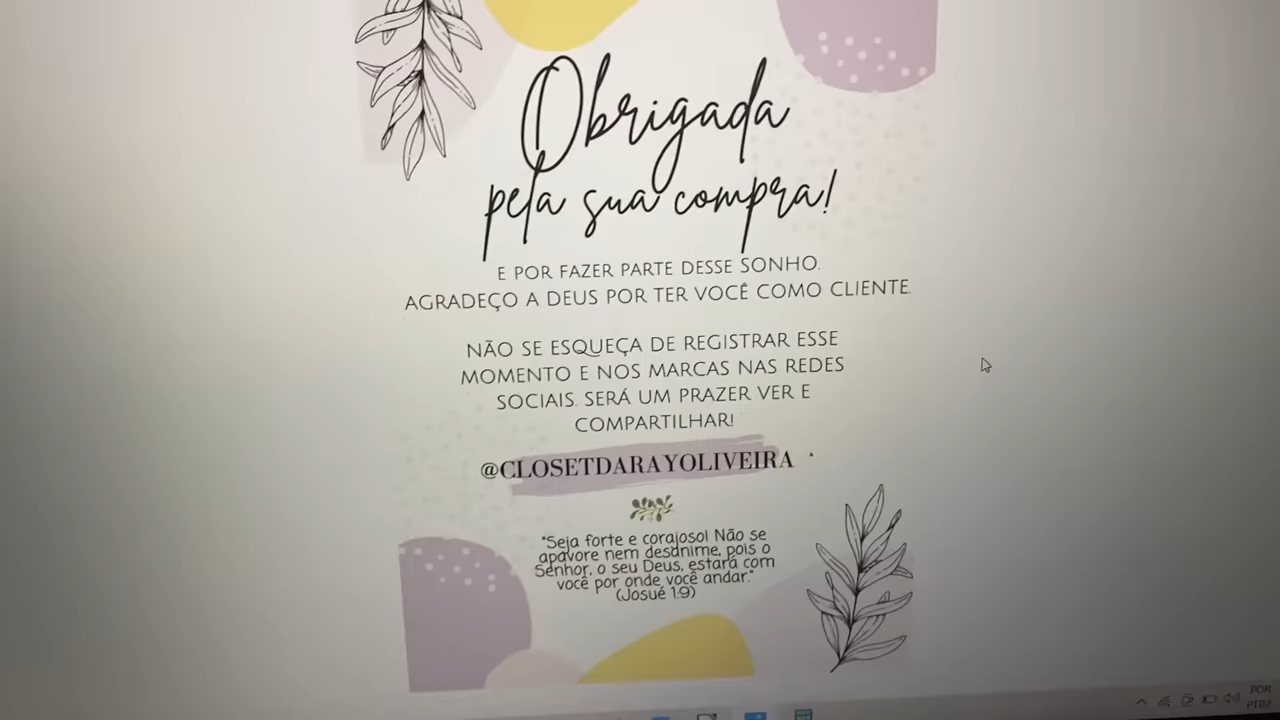 Obrigada
pela sua compra!
E POR FAZER PARTE DESSE SONHO.
AGRADEÇO A DEUS POR TER VOCÊ COMO CLIENTE.
NÃO SE ESQUEÇA DE REGISTRAR ESSE
MOMENTO E NOS MARCAS NAS REDES
SOCIAIS. SERÁ UM PRAZER VER E
COMPARTILHAR!
@CLOSETDARAYOLIVEIRA
"Seja forte e corajoso! Não se
apavore nem desanime, pois o
Senhor, o seu Deus, estará com
você por onde você andar."
(Josué 1:9)
POR
PTB2